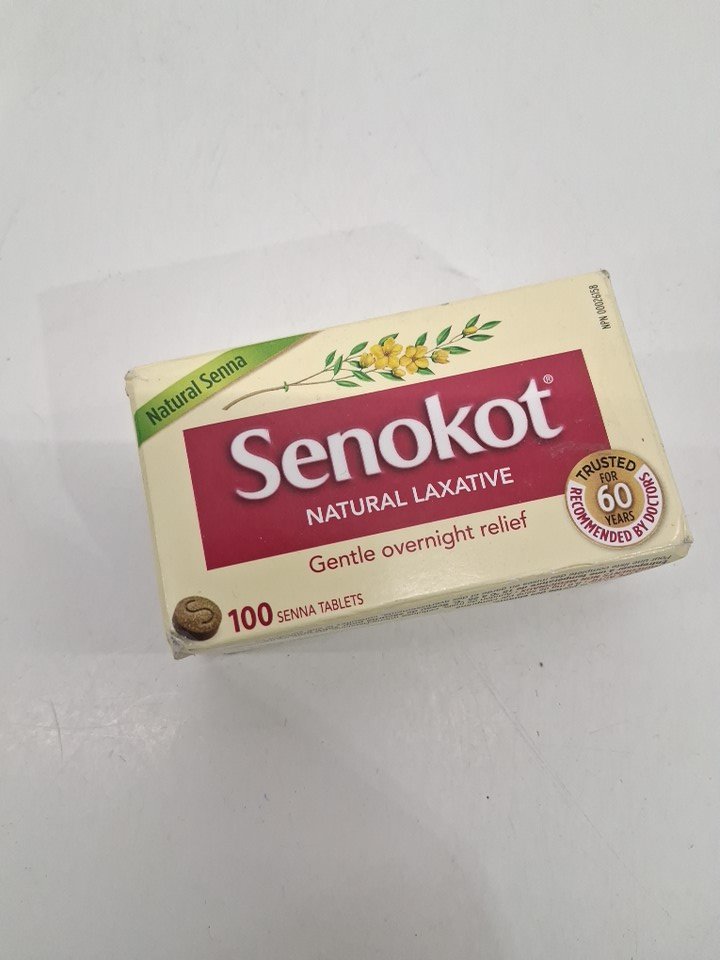 NPN 00026158
Natural Senna
Senokot®
NATURAL LAXATIVE
Gentle overnight relief
TRUSTED
FOR
60
YEARS
RECOMMENDED BY DOCTORS
S
100 SENNA TABLETS